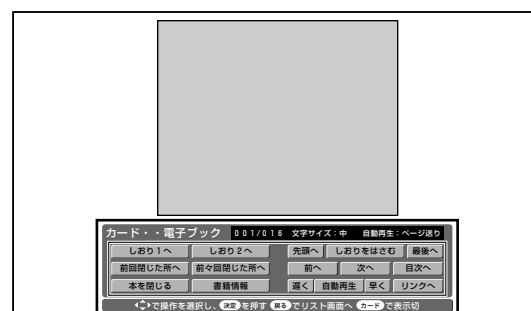 カード・・電子ブック 001/016 文字サイズ：中 自動再生：ページ送り
しおり1へ しおり2へ 先頭へ しおりをはさむ 最後へ
前回閉じた所へ 前々回閉じた所へ 前へ 次へ 目次へ
本を閉じる 書籍情報 遅く 自動再生 早く リンクへ
で操作を選択し、決定を押す 戻るでリスト画面へ カードで表示切